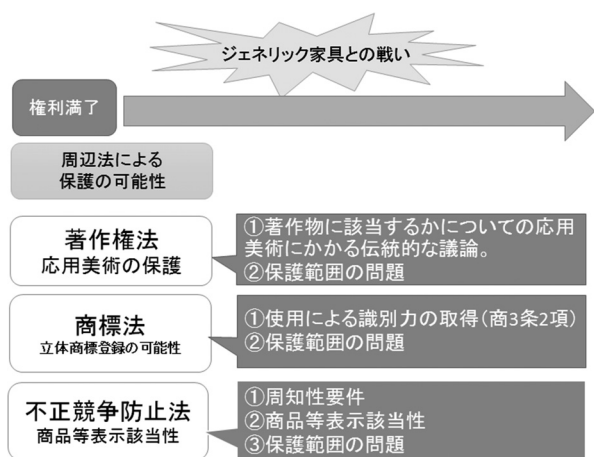 ジェネリック家具との戦い
権利満了
周辺法による
保護の可能性
著作権法
応用美術の保護
①著作物に該当するかについての応用
美術にかかる伝統的な議論。
②保護範囲の問題
商標法
立体商標登録の可能性
①使用による識別力の取得（商3条2項）
②保護範囲の問題
不正競争防止法
商品等表示該当性
①周知性要件
②商品等表示該当性
③保護範囲の問題